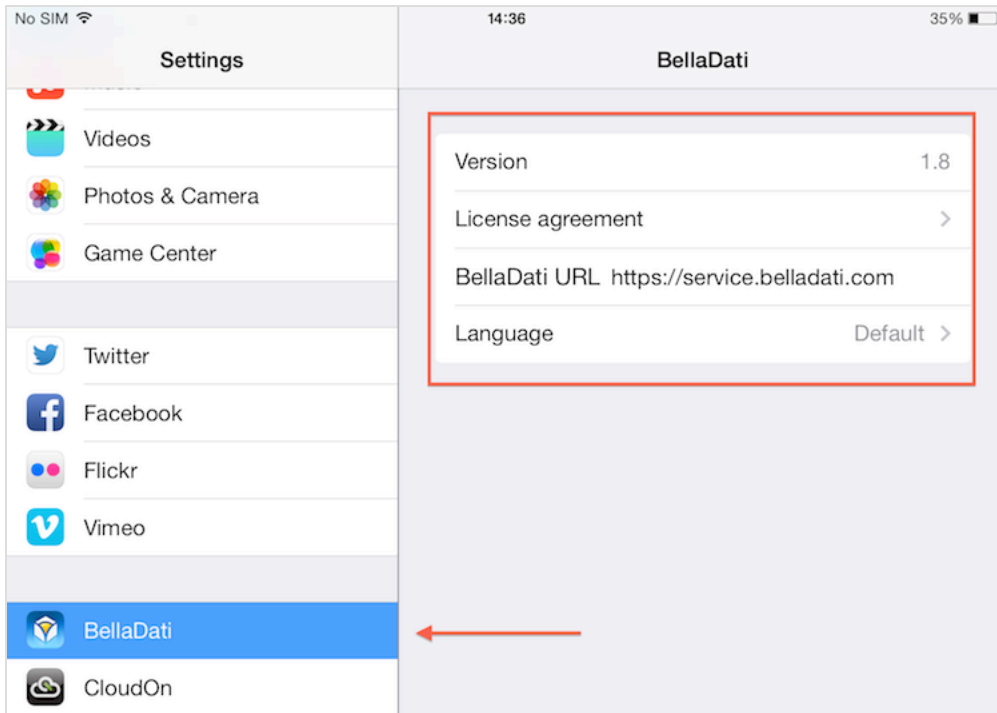 No SIM 14:36 35%
Settings BellaDati
Videos
Photos & Camera
Game Center
Twitter
Facebook
Flickr
Vimeo
BellaDati
CloudOn
Version 1.8
License agreement
BellaDati URL https://service.belladati.com
Language Default